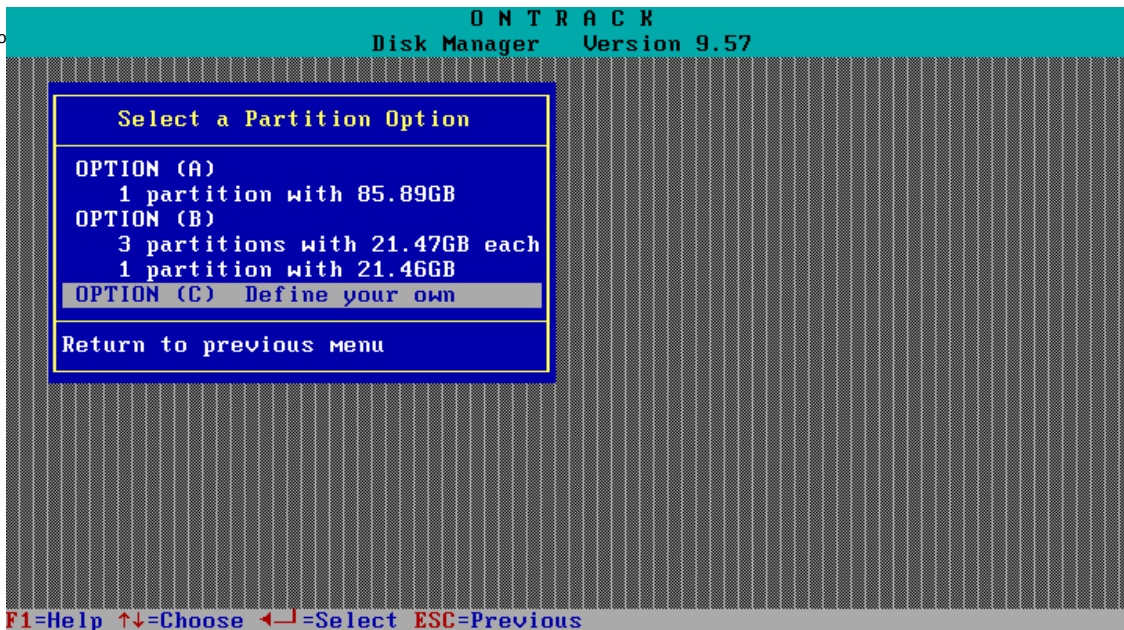 O N T R A C K
Disk Manager Version 9.57
Select a Partition Option
OPTION (A)
1 partition with 85.89GB
OPTION (B)
3 partitions with 21.47GB each
1 partition with 21.46GB
OPTION (C) Define your own
Return to previous menu
F1=Help ↑↓=Choose ◄─┘=Select ESC=Previous